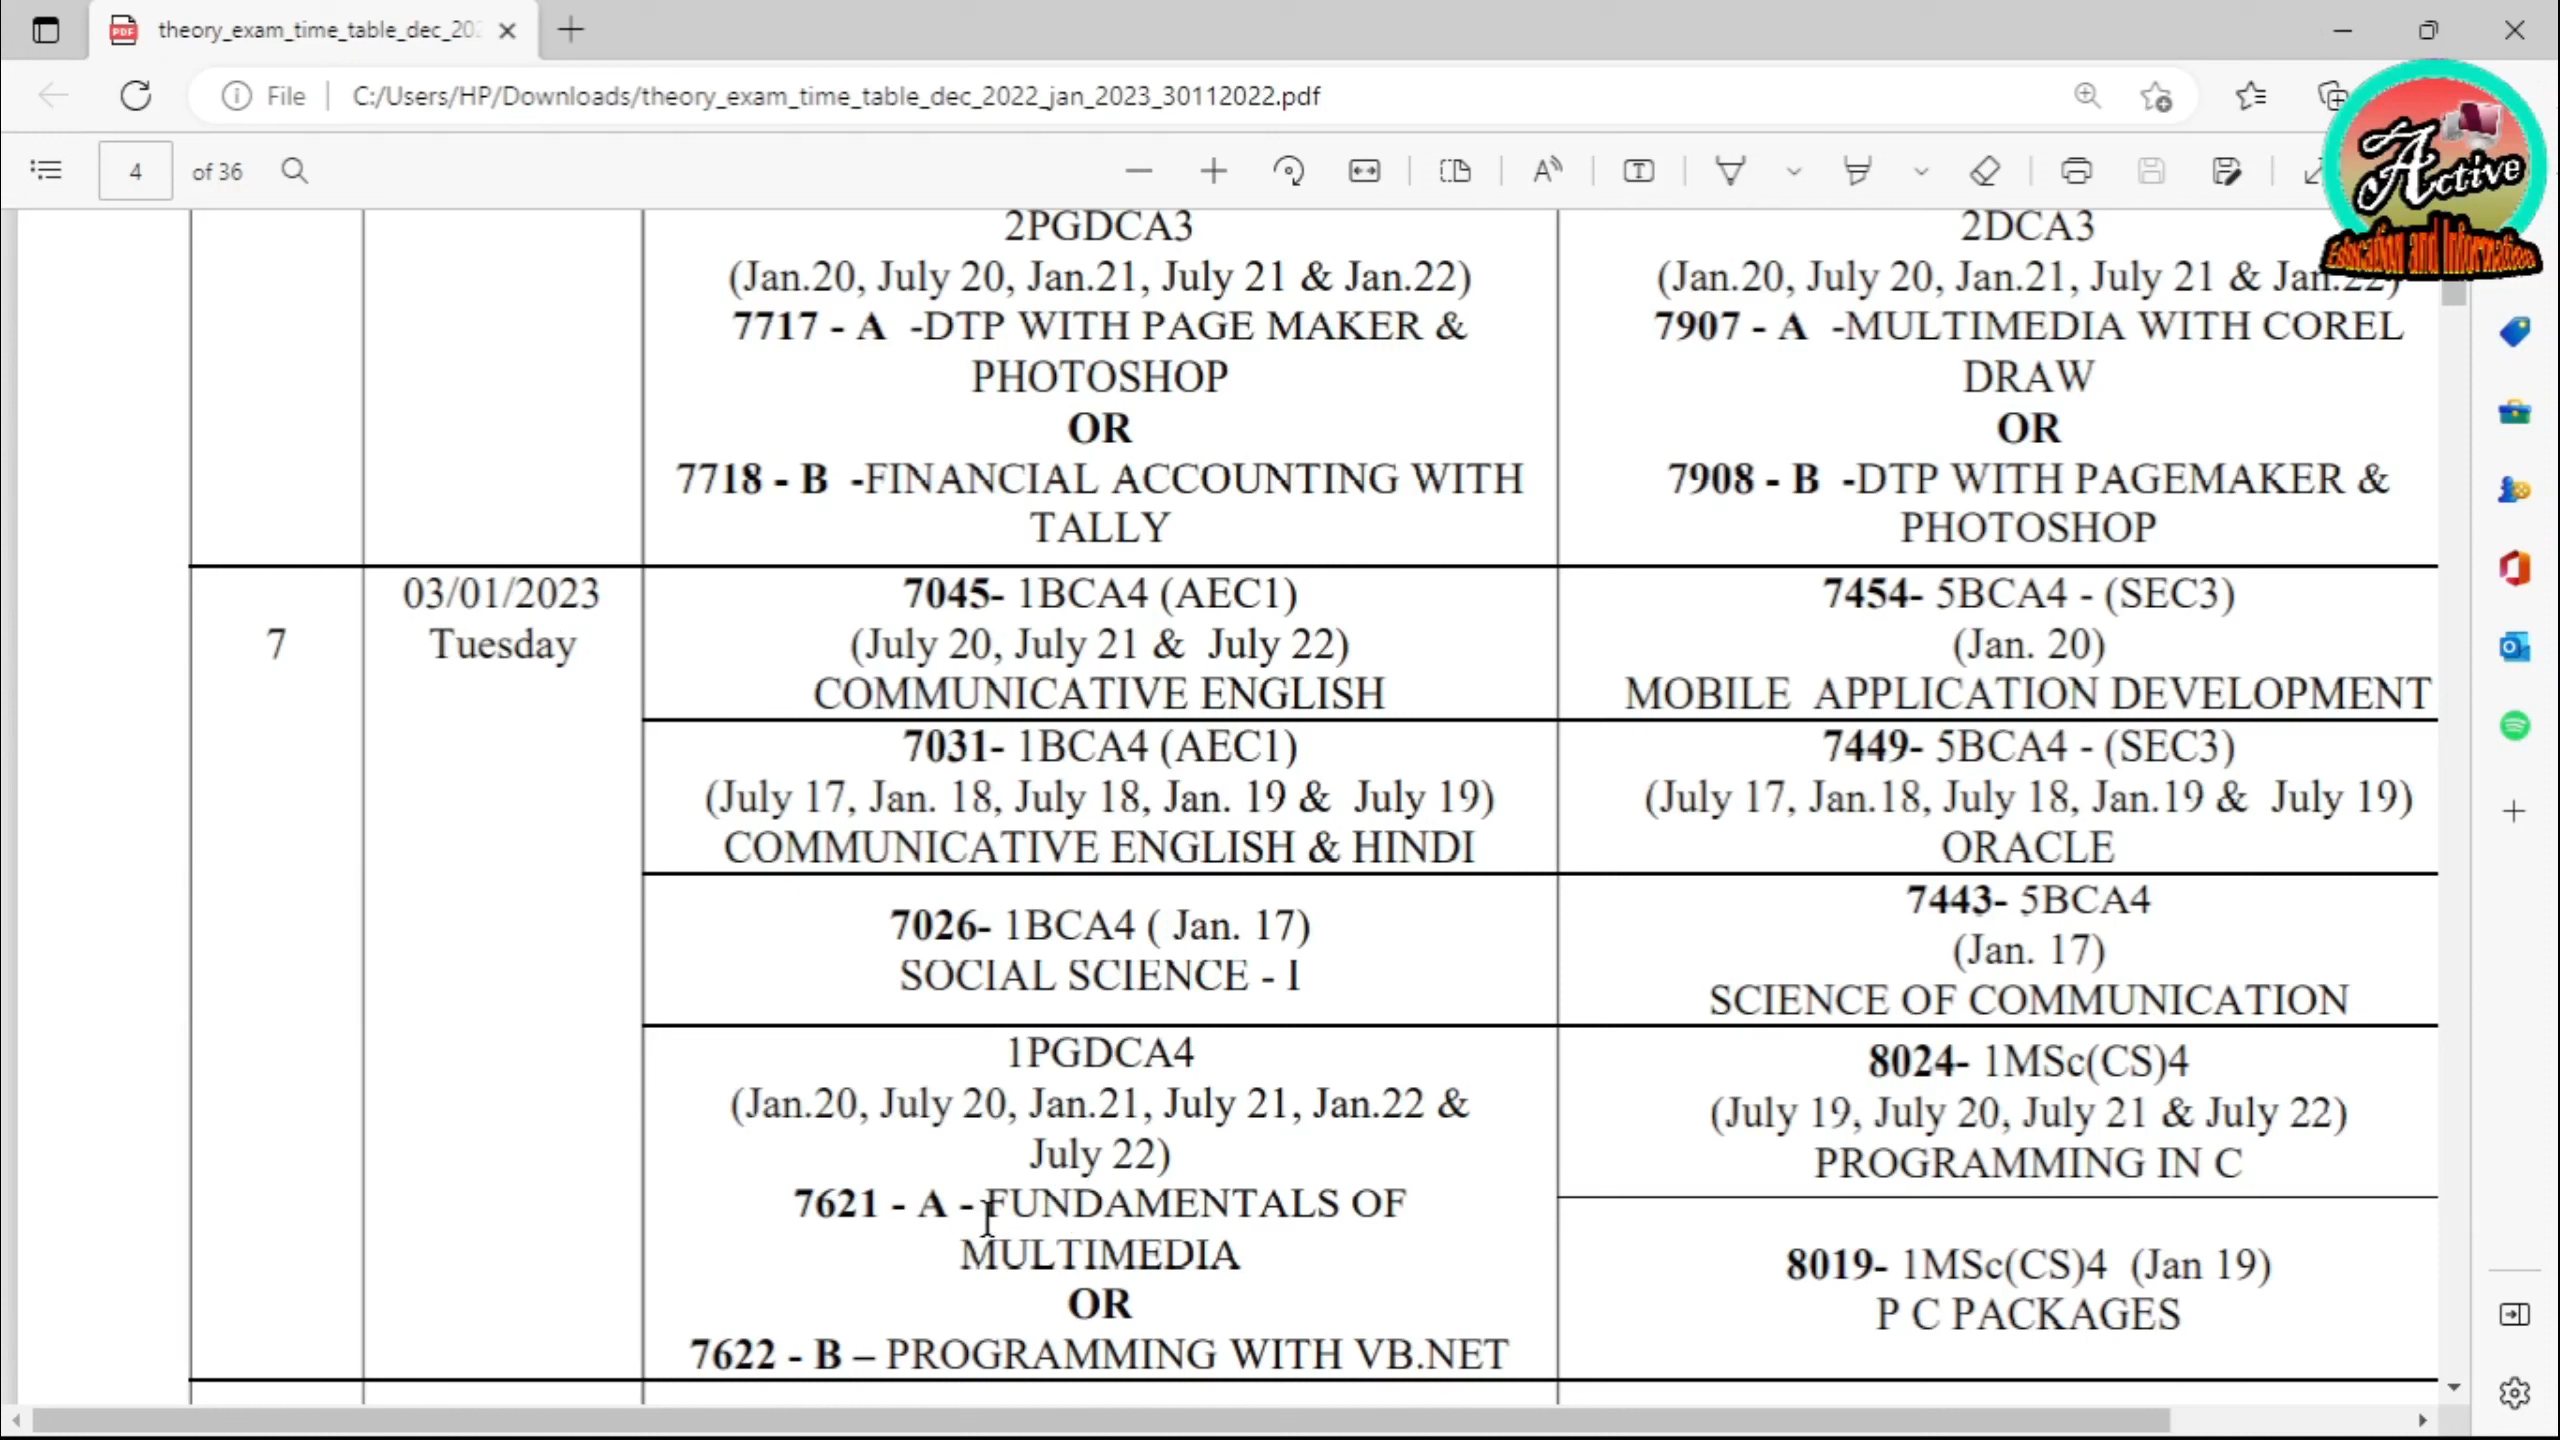 theory_exam_time_table_dec_202
File
C:/Users/HP/Downloads/theory_exam_time_table_dec_2022_jan_2023_30112022.pdf
4 of 36
Active
Education and Information
2PGDCA3
(Jan.20, July 20, Jan.21, July 21 & Jan.22)
7717 - A -DTP WITH PAGE MAKER &
PHOTOSHOP
OR
7718 - B -FINANCIAL ACCOUNTING WITH
TALLY
2DCA3
(Jan.20, July 20, Jan.21, July 21 & Jan.22)
7907 - A -MULTIMEDIA WITH COREL
DRAW
OR
7908 - B -DTP WITH PAGEMAKER &
PHOTOSHOP
7
03/01/2023
Tuesday
7045- 1BCA4 (AEC1)
(July 20, July 21 & July 22)
COMMUNICATIVE ENGLISH
7454- 5BCA4 - (SEC3)
(Jan. 20)
MOBILE APPLICATION DEVELOPMENT
7031- 1BCA4 (AEC1)
(July 17, Jan. 18, July 18, Jan. 19 & July 19)
COMMUNICATIVE ENGLISH & HINDI
7449- 5BCA4 - (SEC3)
(July 17, Jan.18, July 18, Jan.19 & July 19)
ORACLE
7026- 1BCA4 ( Jan. 17)
SOCIAL SCIENCE - I
7443- 5BCA4
(Jan. 17)
SCIENCE OF COMMUNICATION
1PGDCA4
(Jan.20, July 20, Jan.21, July 21, Jan.22 &
July 22)
7621 - A - FUNDAMENTALS OF
MULTIMEDIA
OR
7622 - B – PROGRAMMING WITH VB.NET
8024- 1MSc(CS)4
(July 19, July 20, July 21 & July 22)
PROGRAMMING IN C
8019- 1MSc(CS)4 (Jan 19)
P C PACKAGES